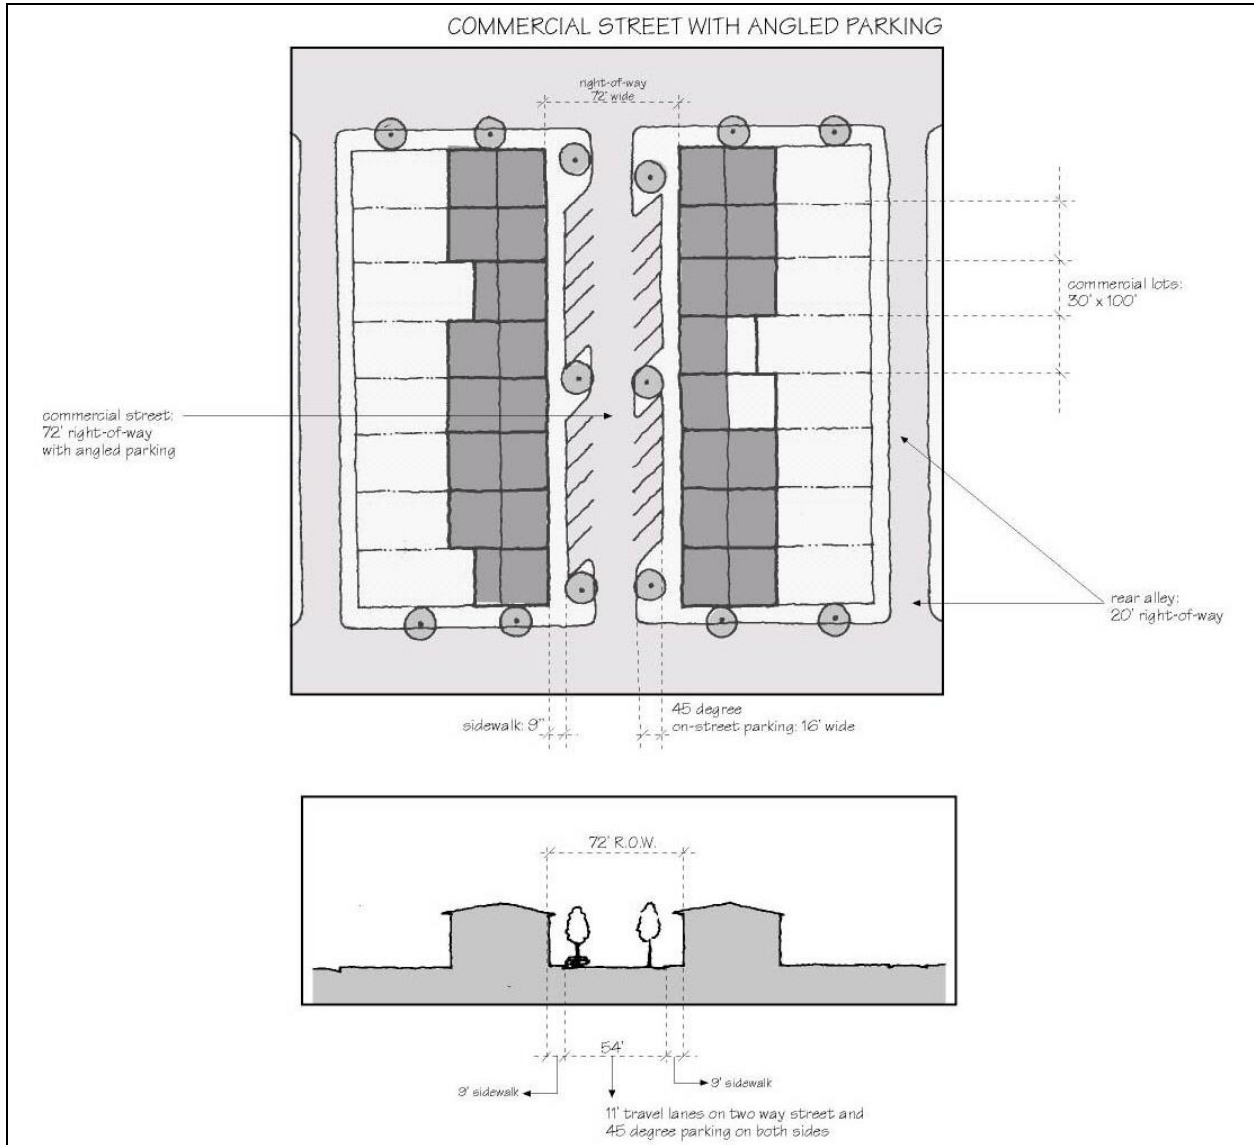 COMMERCIAL STREET WITH ANGLED PARKING
right-of-way
72' wide
commercial lots:
30' x 100'
commercial street:
72' right-of-way
with angled parking
rear alley:
20' right-of-way
sidewalk: 9"
45 degree
on-street parking: 16' wide
72' R.O.W.
54'
9' sidewalk
9' sidewalk
11' travel lanes on two way street and
45 degree parking on both sides